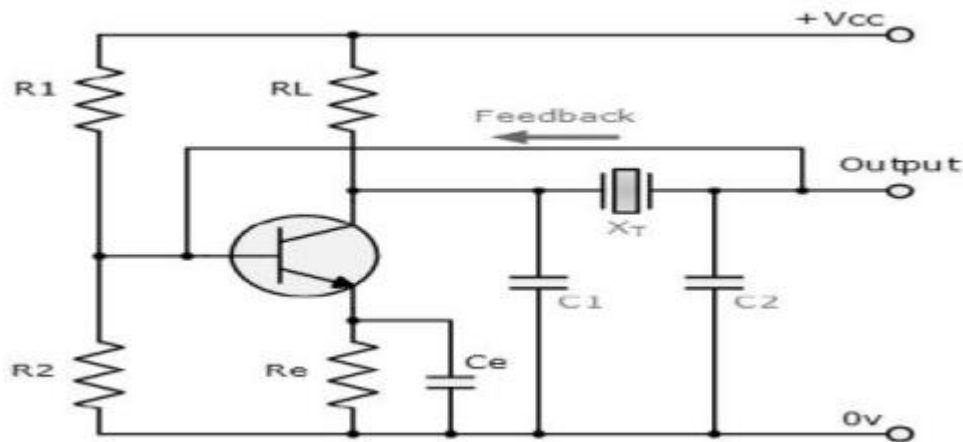 +Vcc
R1
RL
Feedback
Output
XT
C1
C2
R2
Re
Ce
0v